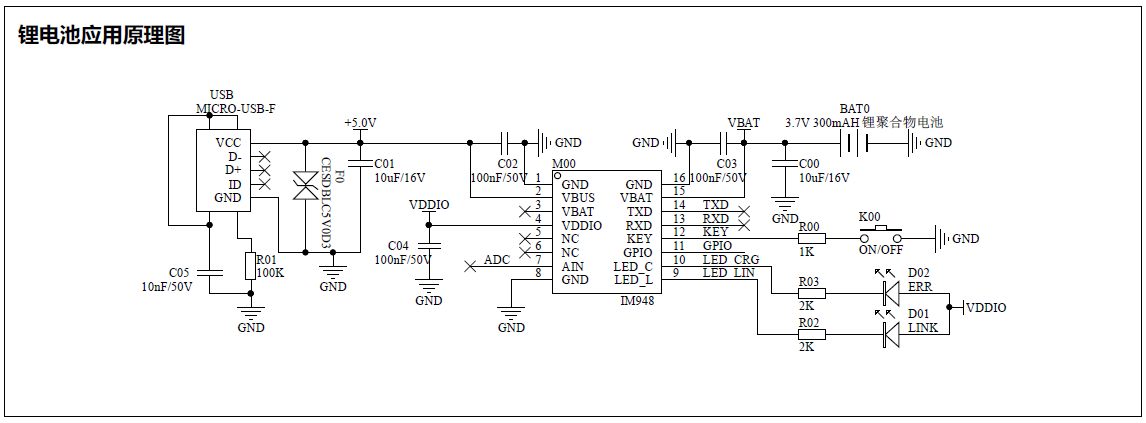 锂电池应用原理图
USB
MICRO-USB-F
VCC
D-
D+
ID
GND
C05
10nF/50V
R01
100K
GND
F0
CESDBLC5V0D3
GND
+5.0V
C01
10uF/16V
C02
100nF/50V
GND
VDDIO
C04
100nF/50V
GND
ADC
GND
M00
1 GND GND 16
2 VBUS VBAT 15
3 VBAT TXD 14 TXD
4 VDDIO RXD 13 RXD
5 NC KEY 12 KEY
6 NC GPIO 11 GPIO
7 AIN LED_C 10 LED_CRG
8 GND LED_L 9 LED_LIN
IM948
GND
C03
100nF/50V
VBAT
C00
10uF/16V
GND
BAT0
3.7V 300mAH 锂聚合物电池
GND
R00
1K
K00
ON/OFF
GND
R03
2K
D02
ERR
R02
2K
D01
LINK
VDDIO